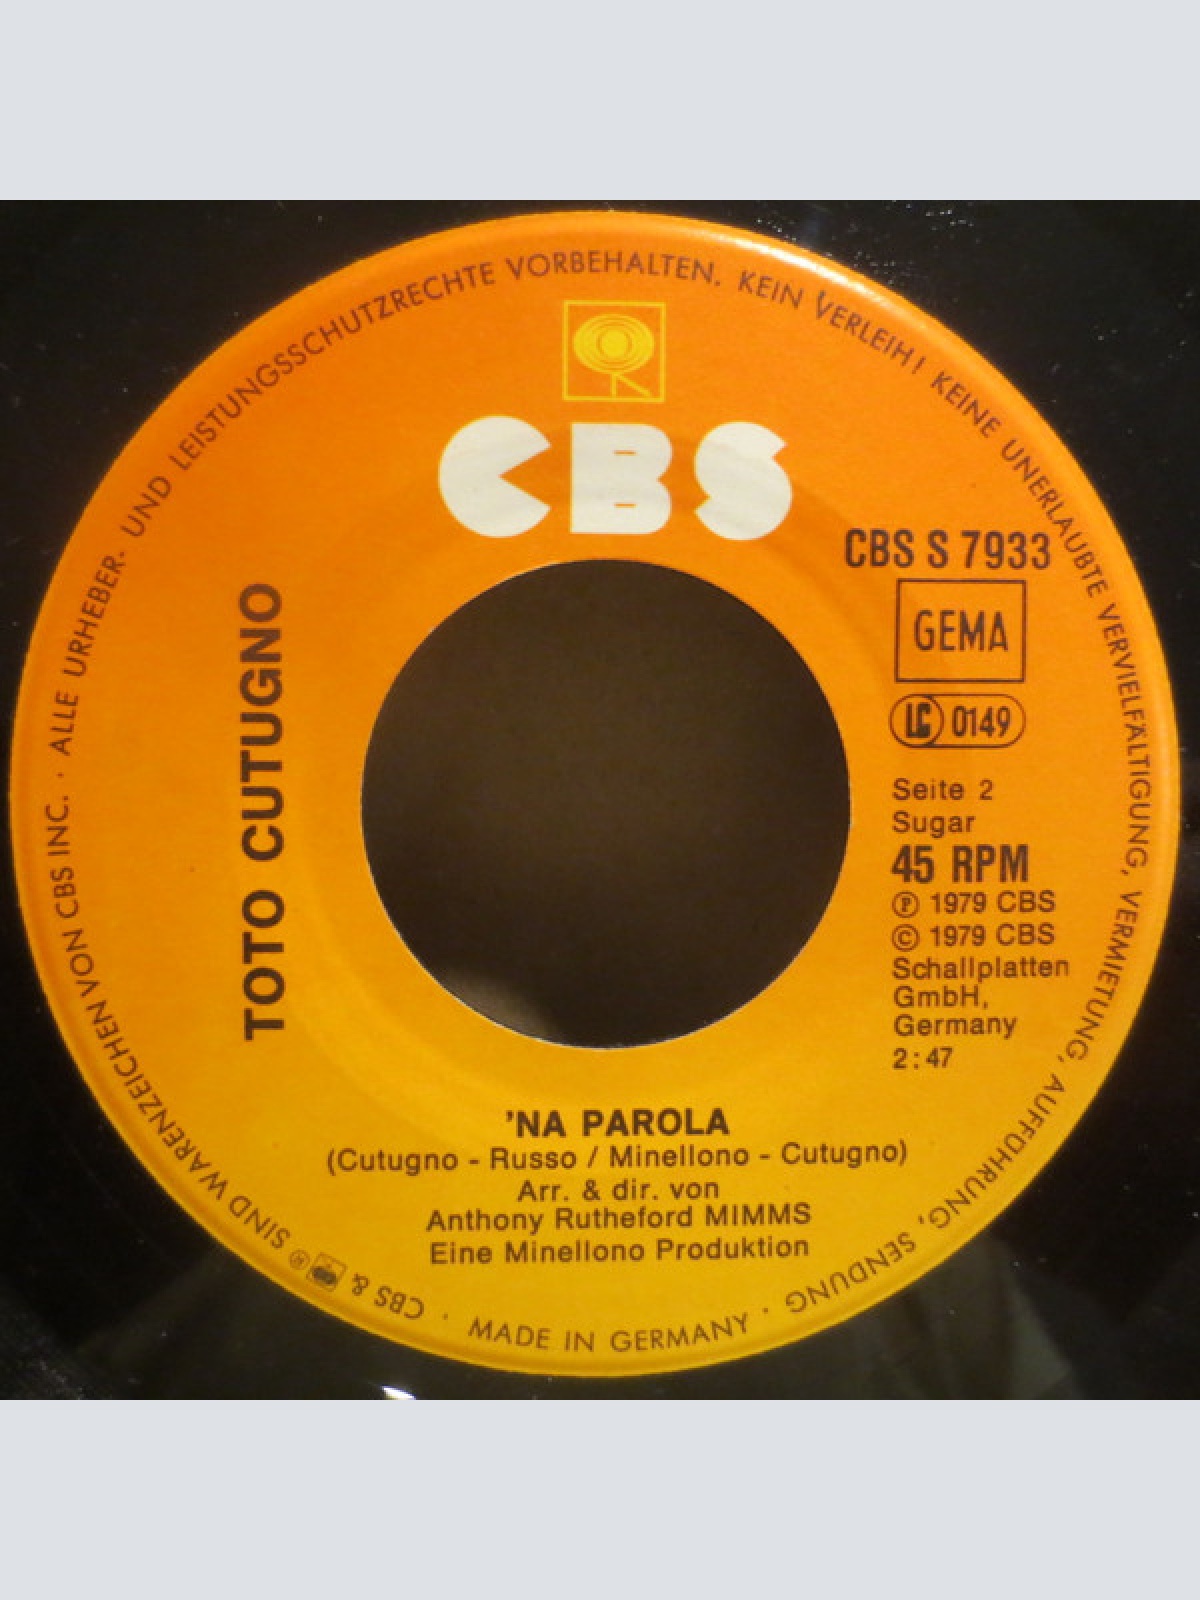 ALLE URHEBER- UND LEISTUNGSSCHUTZRECHTE VORBEHALTEN. KEIN VERLEIH! KEINE UNERLAUBTE VERVIELFÄLTIGUNG, VERMIETUNG, AUFFÜHRUNG, SENDUNG · MADE IN GERMANY · CBS & ® SIND WARENZEICHEN VON CBS INC. ·
CBS
CBS S 7933
GEMA
LC 0149
Seite 2
Sugar
45 RPM
Ⓟ 1979 CBS
© 1979 CBS
Schallplatten
GmbH,
Germany
2:47
TOTO CUTUGNO
'NA PAROLA
(Cutugno - Russo / Minellono - Cutugno)
Arr. & dir. von
Anthony Rutheford MIMMS
Eine Minellono Produktion